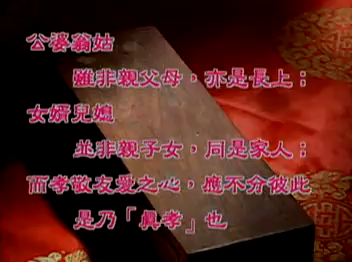 公婆翁姑
雖非親父母，亦是長上；
女婿兒媳
並非親子女，同是家人；
而孝敬友爱之心，應不分彼此
是乃「眞孝」也